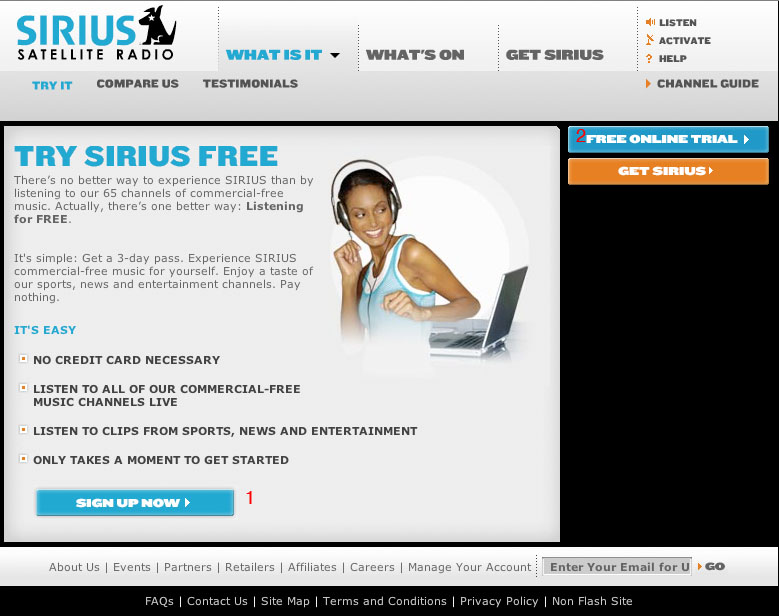 SIRIUS
SATELLITE RADIO
WHAT IS IT
WHAT'S ON
GET SIRIUS
LISTEN
ACTIVATE
HELP
TRY IT
COMPARE US
TESTIMONIALS
CHANNEL GUIDE
TRY SIRIUS FREE
There's no better way to experience SIRIUS than by
listening to our 65 channels of commercial-free
music. Actually, there's one better way: Listening
for FREE.
It's simple: Get a 3-day pass. Experience SIRIUS
commercial-free music for yourself. Enjoy a taste of
our sports, news and entertainment channels. Pay
nothing.
IT'S EASY
NO CREDIT CARD NECESSARY
LISTEN TO ALL OF OUR COMMERCIAL-FREE
MUSIC CHANNELS LIVE
LISTEN TO CLIPS FROM SPORTS, NEWS AND ENTERTAINMENT
ONLY TAKES A MOMENT TO GET STARTED
SIGN UP NOW
1
2
FREE ONLINE TRIAL
GET SIRIUS
About Us | Events | Partners | Retailers | Affiliates | Careers | Manage Your Account
Enter Your Email for U
GO
FAQs | Contact Us | Site Map | Terms and Conditions | Privacy Policy | Non Flash Site